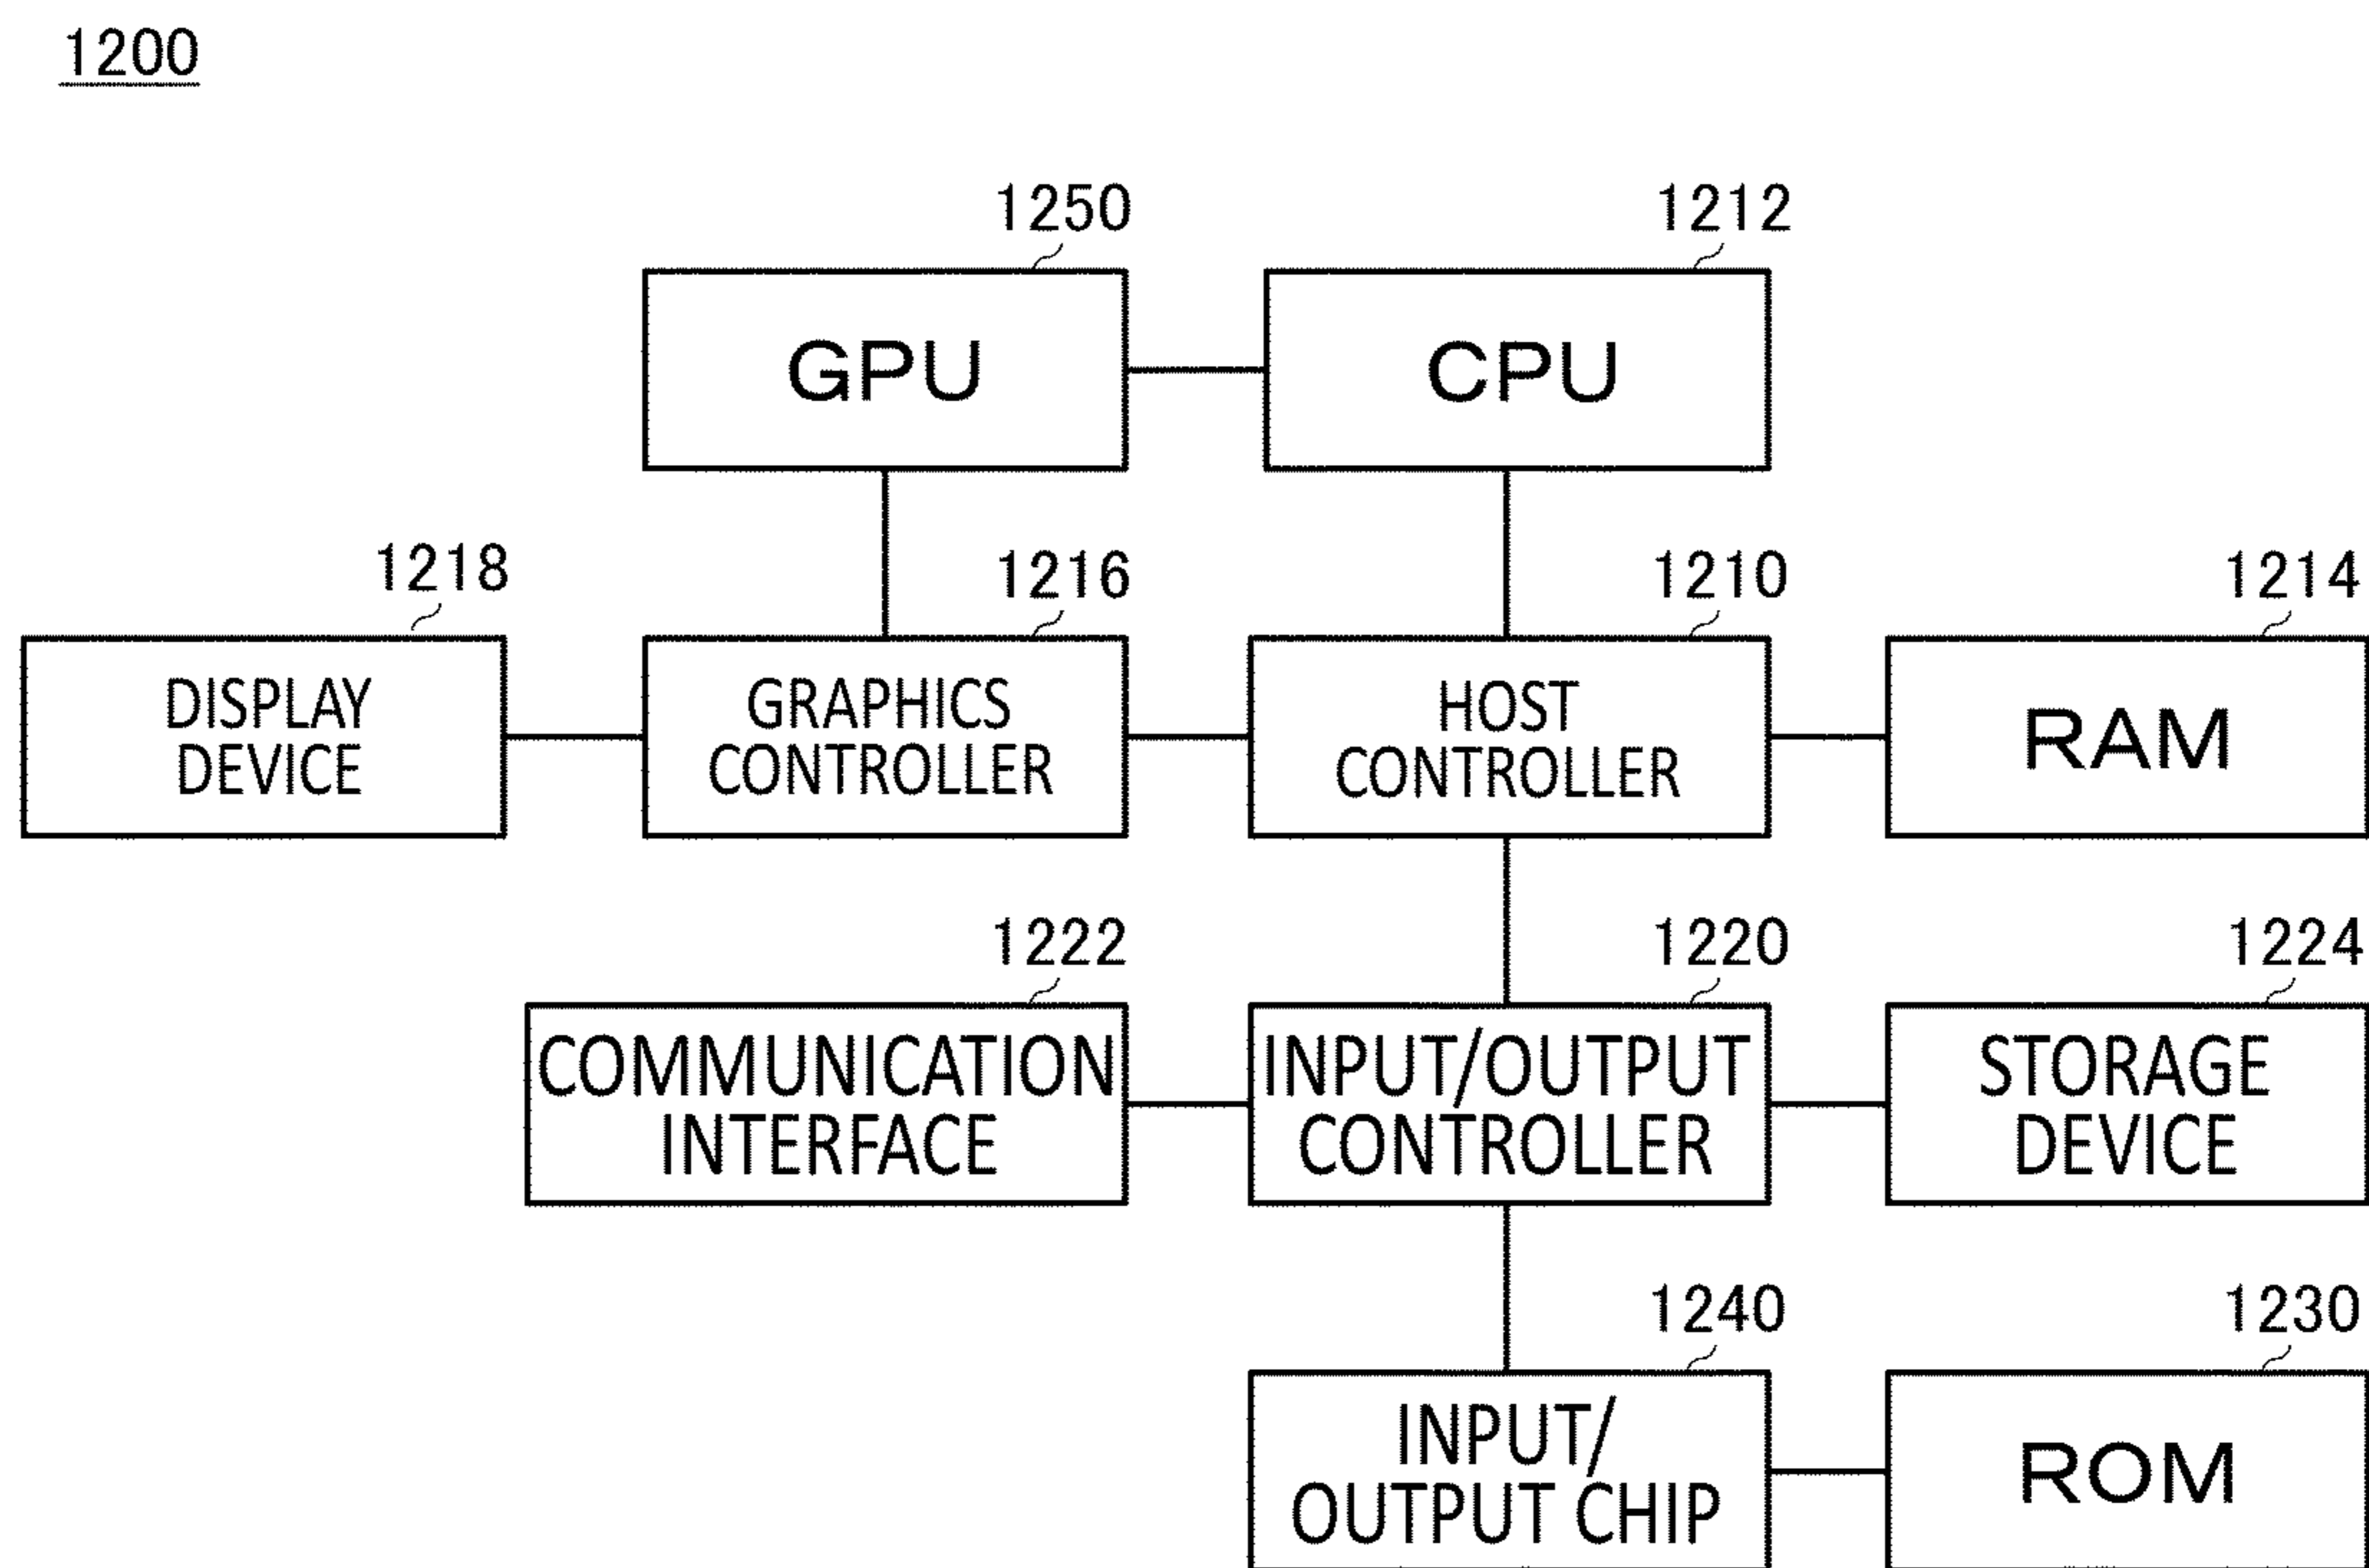 1200
1250
1212
GPU
CPU
1218
1216
1210
1214
DISPLAY
DEVICE
GRAPHICS
CONTROLLER
HOST
CONTROLLER
RAM
1222
1220
1224
COMMUNICATION
INTERFACE
INPUT/OUTPUT
CONTROLLER
STORAGE
DEVICE
1240
1230
INPUT/
OUTPUT CHIP
ROM